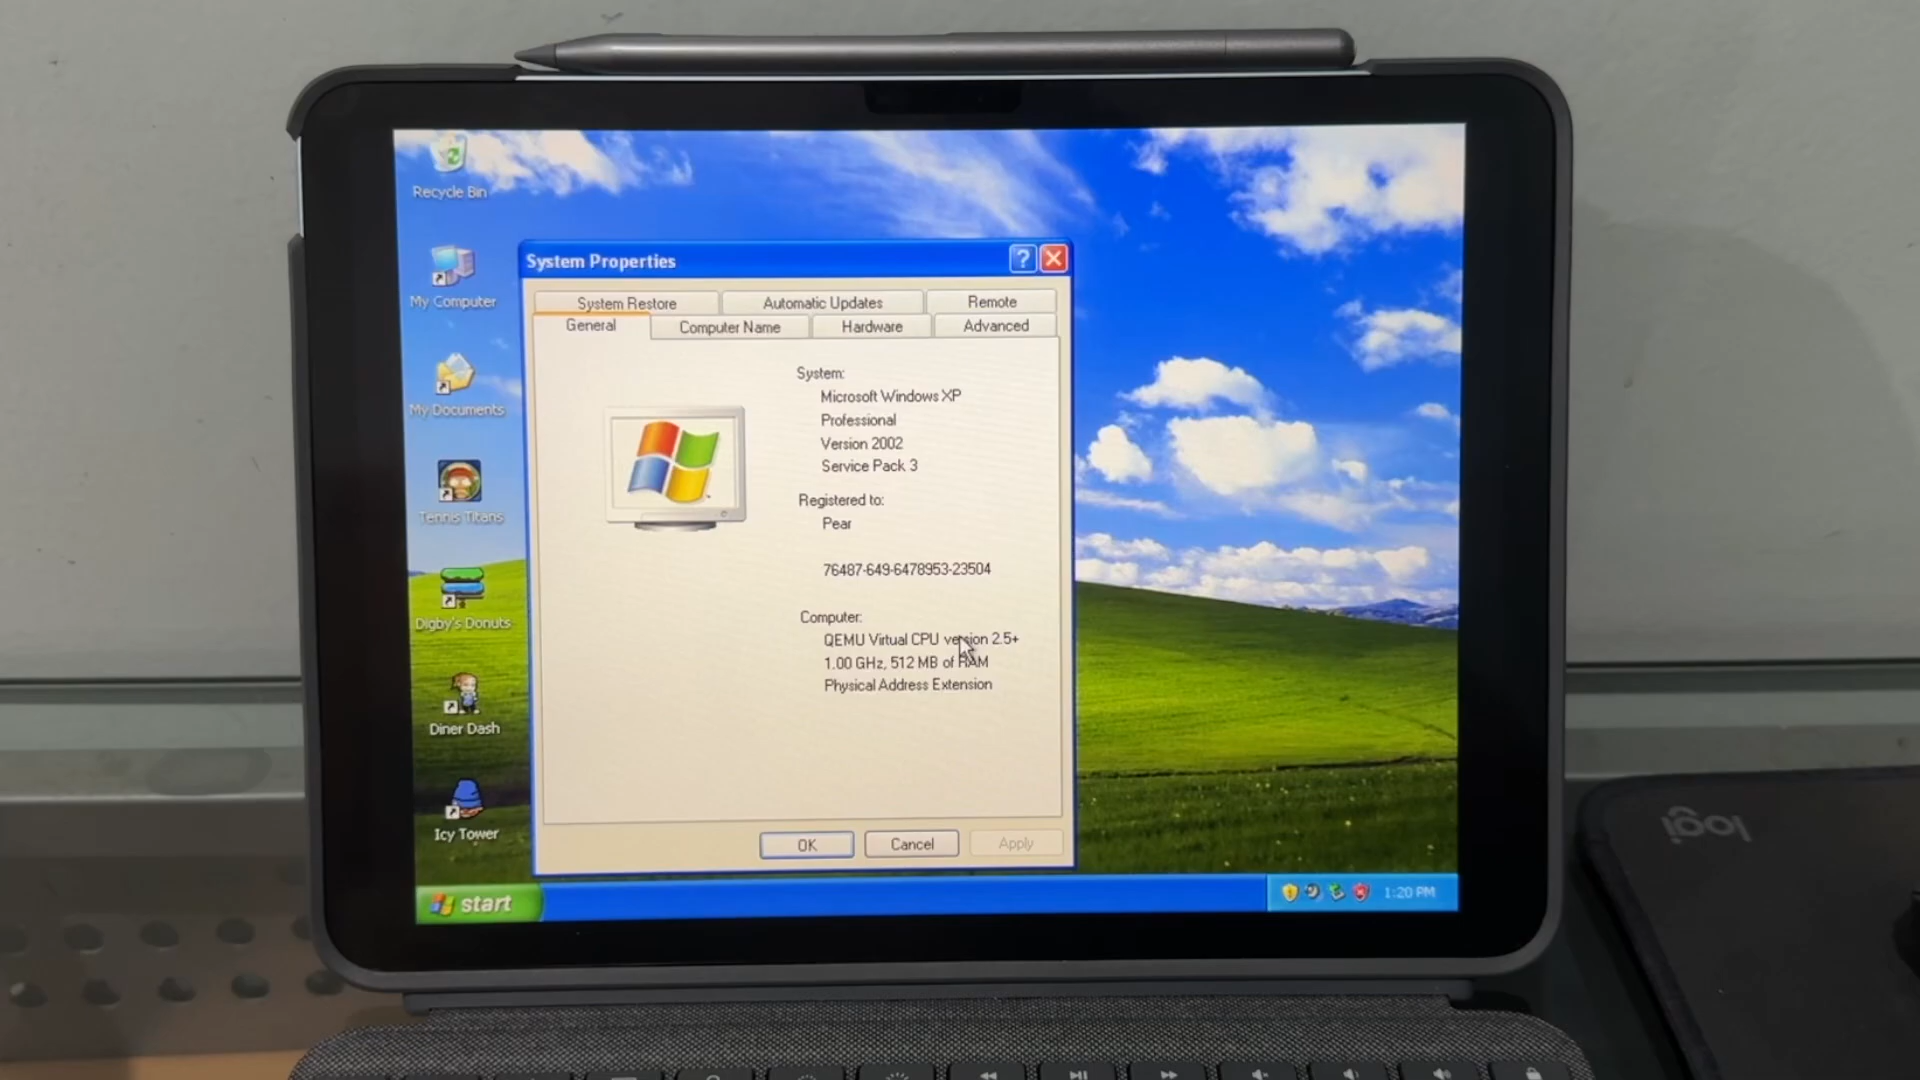 Recycle Bin
My Computer
My Documents
Tennis Titans
Digby's Donuts
Diner Dash
Icy Tower
System Properties
?
System Restore
Automatic Updates
Remote
General
Computer Name
Hardware
Advanced
System:
Microsoft Windows XP
Professional
Version 2002
Service Pack 3
Registered to:
Pear
76487-649-6478953-23504
Computer:
QEMU Virtual CPU version 2.5+
1.00 GHz, 512 MB of RAM
Physical Address Extension
OK
Cancel
Apply
start
1:20 PM
logi